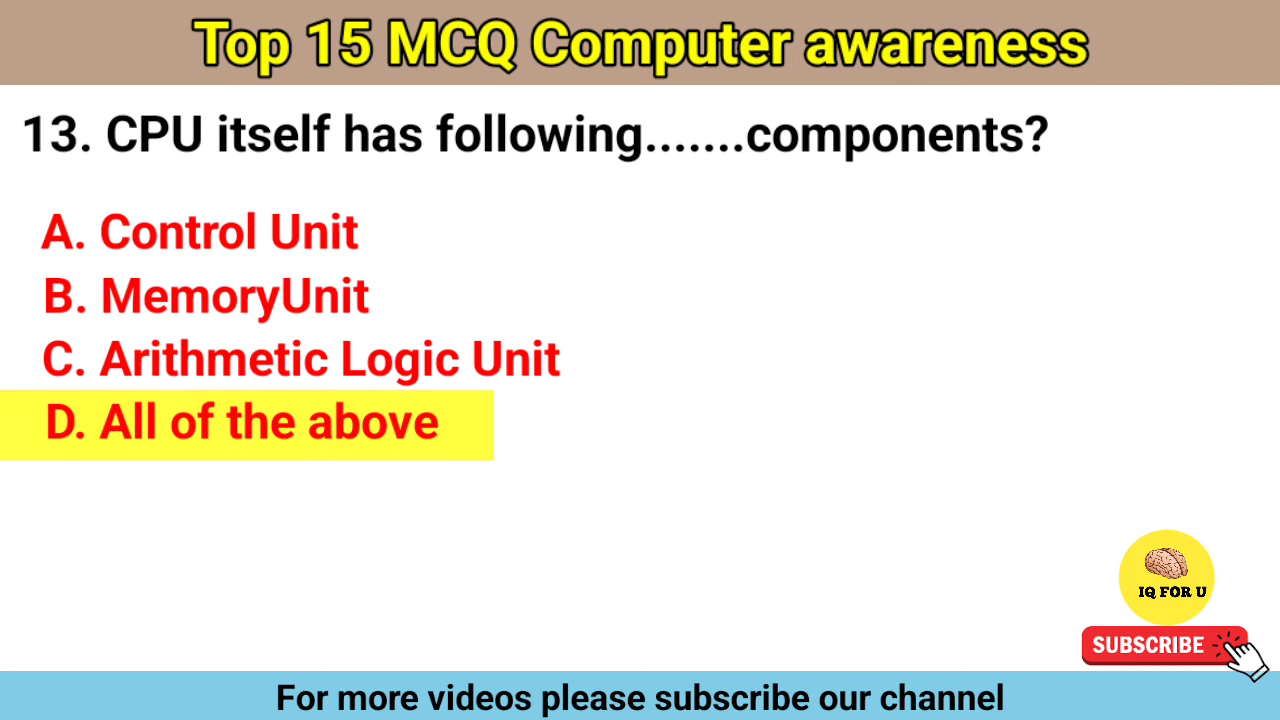 Top 15 MCQ Computer awareness
13. CPU itself has following.......components?
A. Control Unit
B. MemoryUnit
C. Arithmetic Logic Unit
D. All of the above
IQ FOR U
SUBSCRIBE
For more videos please subscribe our channel